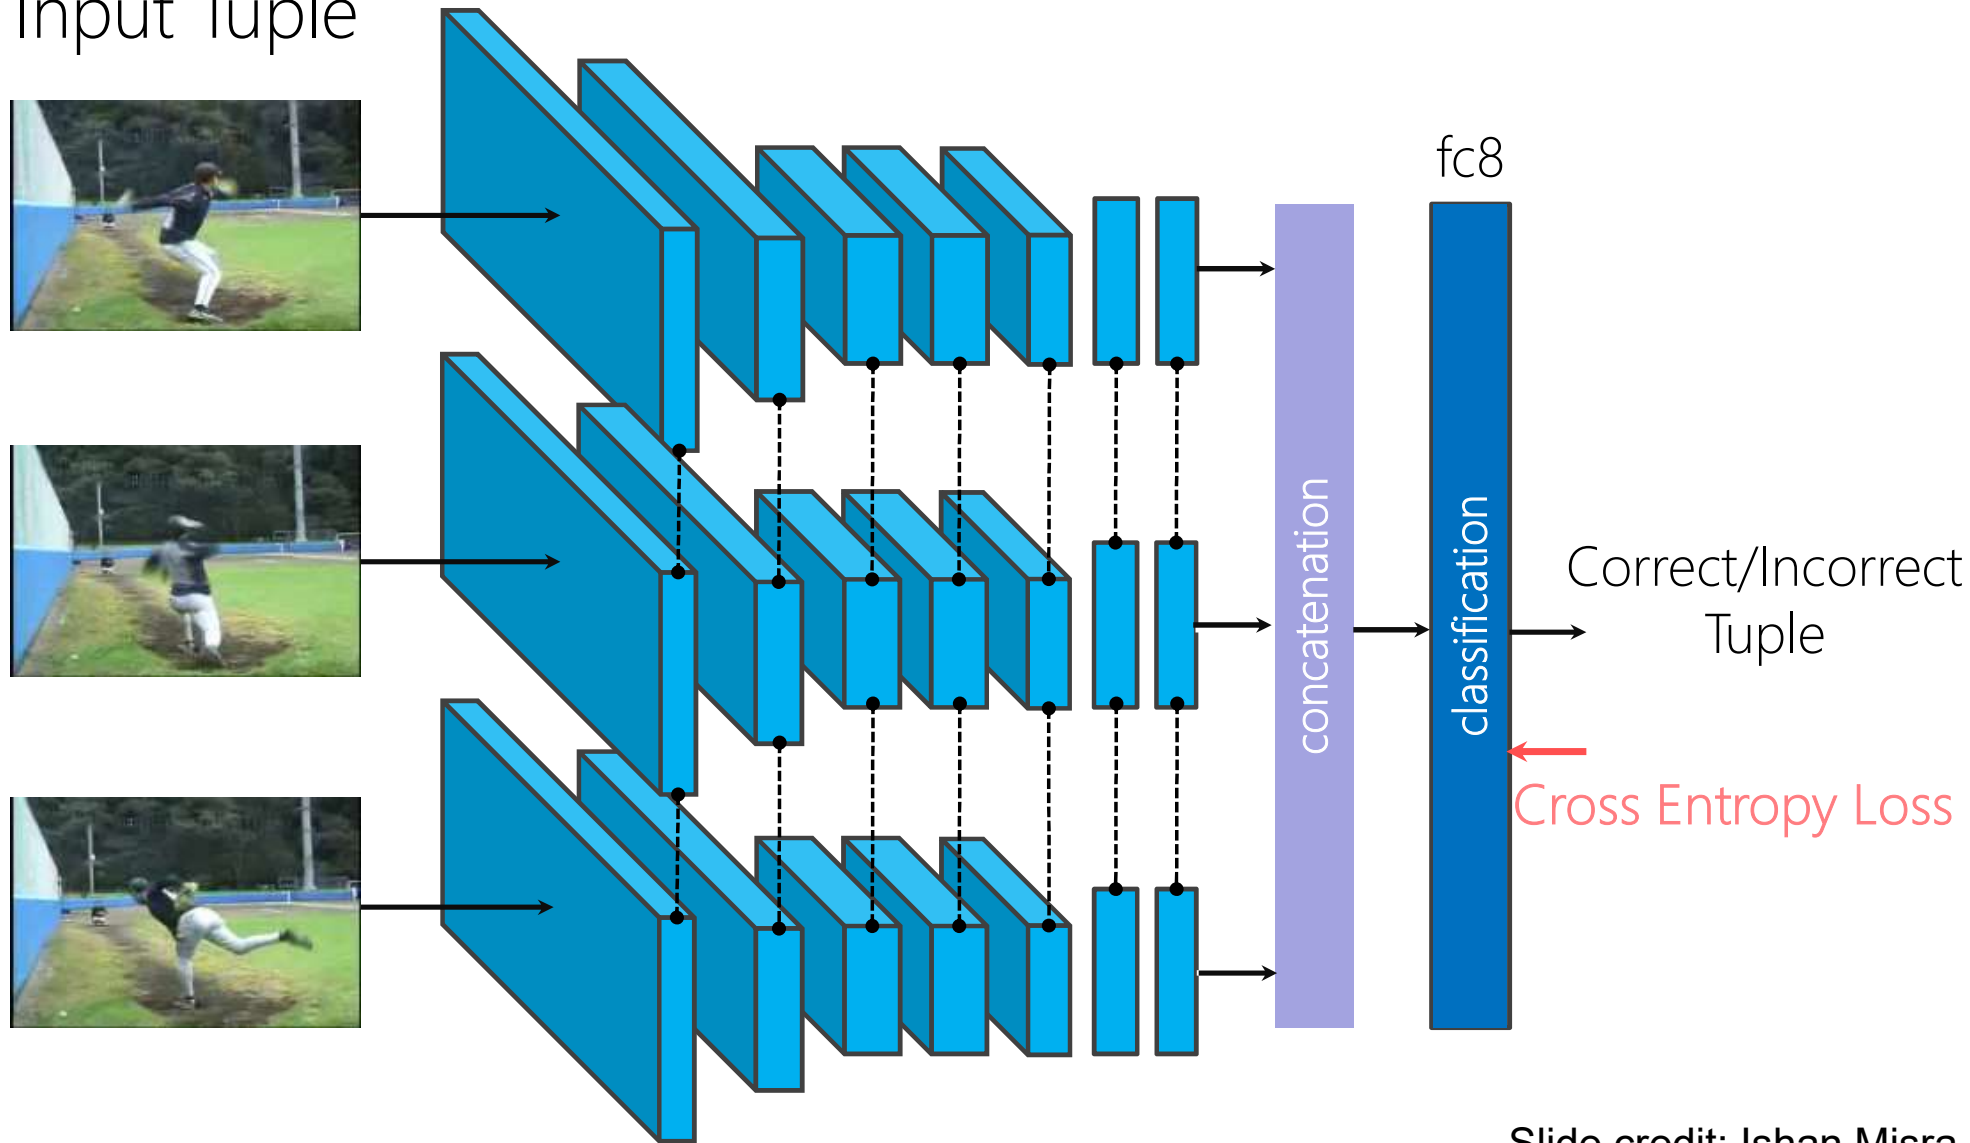 Input Tuple
fc8
concatenation
classification
Correct/Incorrect
Tuple
Cross Entropy Loss
Slide credit: Ishan Misra